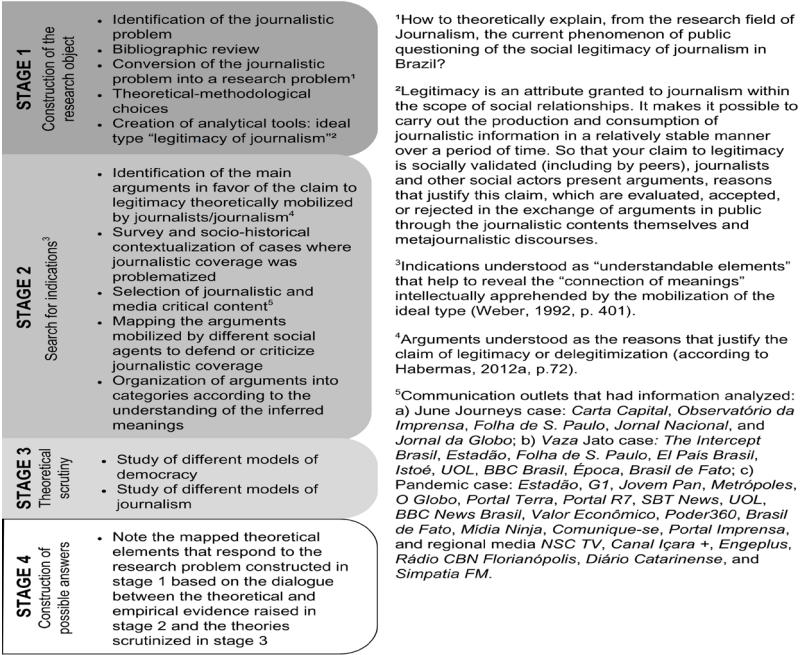 STAGE 1
Construction of the
research object
• Identification of the journalistic
problem
• Bibliographic review
• Conversion of the journalistic
problem into a research problem¹
• Theoretical-methodological
choices
• Creation of analytical tools: ideal
type “legitimacy of journalism”²
STAGE 2
Search for indications³
• Identification of the main
arguments in favor of the claim to
legitimacy theoretically mobilized
by journalists/journalism⁴
• Survey and socio-historical
contextualization of cases where
journalistic coverage was
problematized
• Selection of journalistic and
media critical content⁵
• Mapping the arguments
mobilized by different social
agents to defend or criticize
journalistic coverage
• Organization of arguments into
categories according to the
understanding of the inferred
meanings
STAGE 3
Theoretical
scrutiny
• Study of different models of
democracy
• Study of different models of
journalism
STAGE 4
Construction of
possible answers
• Note the mapped theoretical
elements that respond to the
research problem constructed in
stage 1 based on the dialogue
between the theoretical and
empirical evidence raised in
stage 2 and the theories
scrutinized in stage 3
¹How to theoretically explain, from the research field of
Journalism, the current phenomenon of public
questioning of the social legitimacy of journalism in
Brazil?
²Legitimacy is an attribute granted to journalism within
the scope of social relationships. It makes it possible to
carry out the production and consumption of
journalistic information in a relatively stable manner
over a period of time. So that your claim to legitimacy
is socially validated (including by peers), journalists
and other social actors present arguments, reasons
that justify this claim, which are evaluated, accepted,
or rejected in the exchange of arguments in public
through the journalistic contents themselves and
metajournalistic discourses.
³Indications understood as “understandable elements”
that help to reveal the “connection of meanings”
intellectually apprehended by the mobilization of the
ideal type (Weber, 1992, p. 401).
⁴Arguments understood as the reasons that justify the
claim of legitimacy or delegitimization (according to
Habermas, 2012a, p.72).
⁵Communication outlets that had information analyzed:
a) June Journeys case: Carta Capital, Observatório da
Imprensa, Folha de S. Paulo, Jornal Nacional, and
Jornal da Globo; b) Vaza Jato case: The Intercept
Brasil, Estadão, Folha de S. Paulo, El País Brasil,
Istoé, UOL, BBC Brasil, Época, Brasil de Fato; c)
Pandemic case: Estadão, G1, Jovem Pan, Metrópoles,
O Globo, Portal Terra, Portal R7, SBT News, UOL,
BBC News Brasil, Valor Econômico, Poder360, Brasil
de Fato, Mídia Ninja, Comunique-se, Portal Imprensa,
and regional media NSC TV, Canal Içara +, Engeplus,
Rádio CBN Florianópolis, Diário Catarinense, and
Simpatia FM.